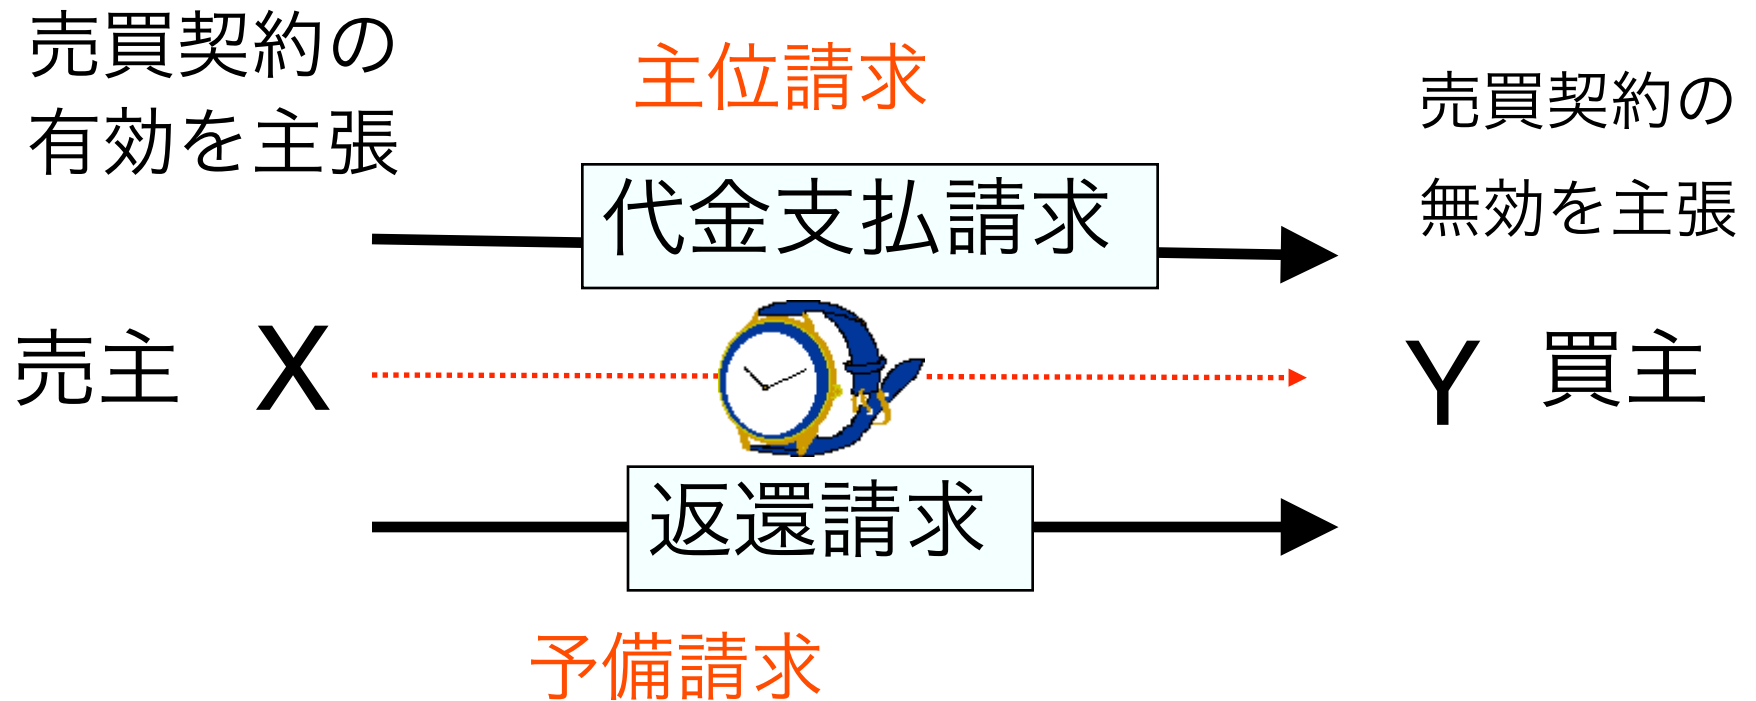 売買契約の
有効を主張
主位請求
売買契約の
無効を主張
代金支払請求
売主 X
Y 買主
返還請求
予備請求